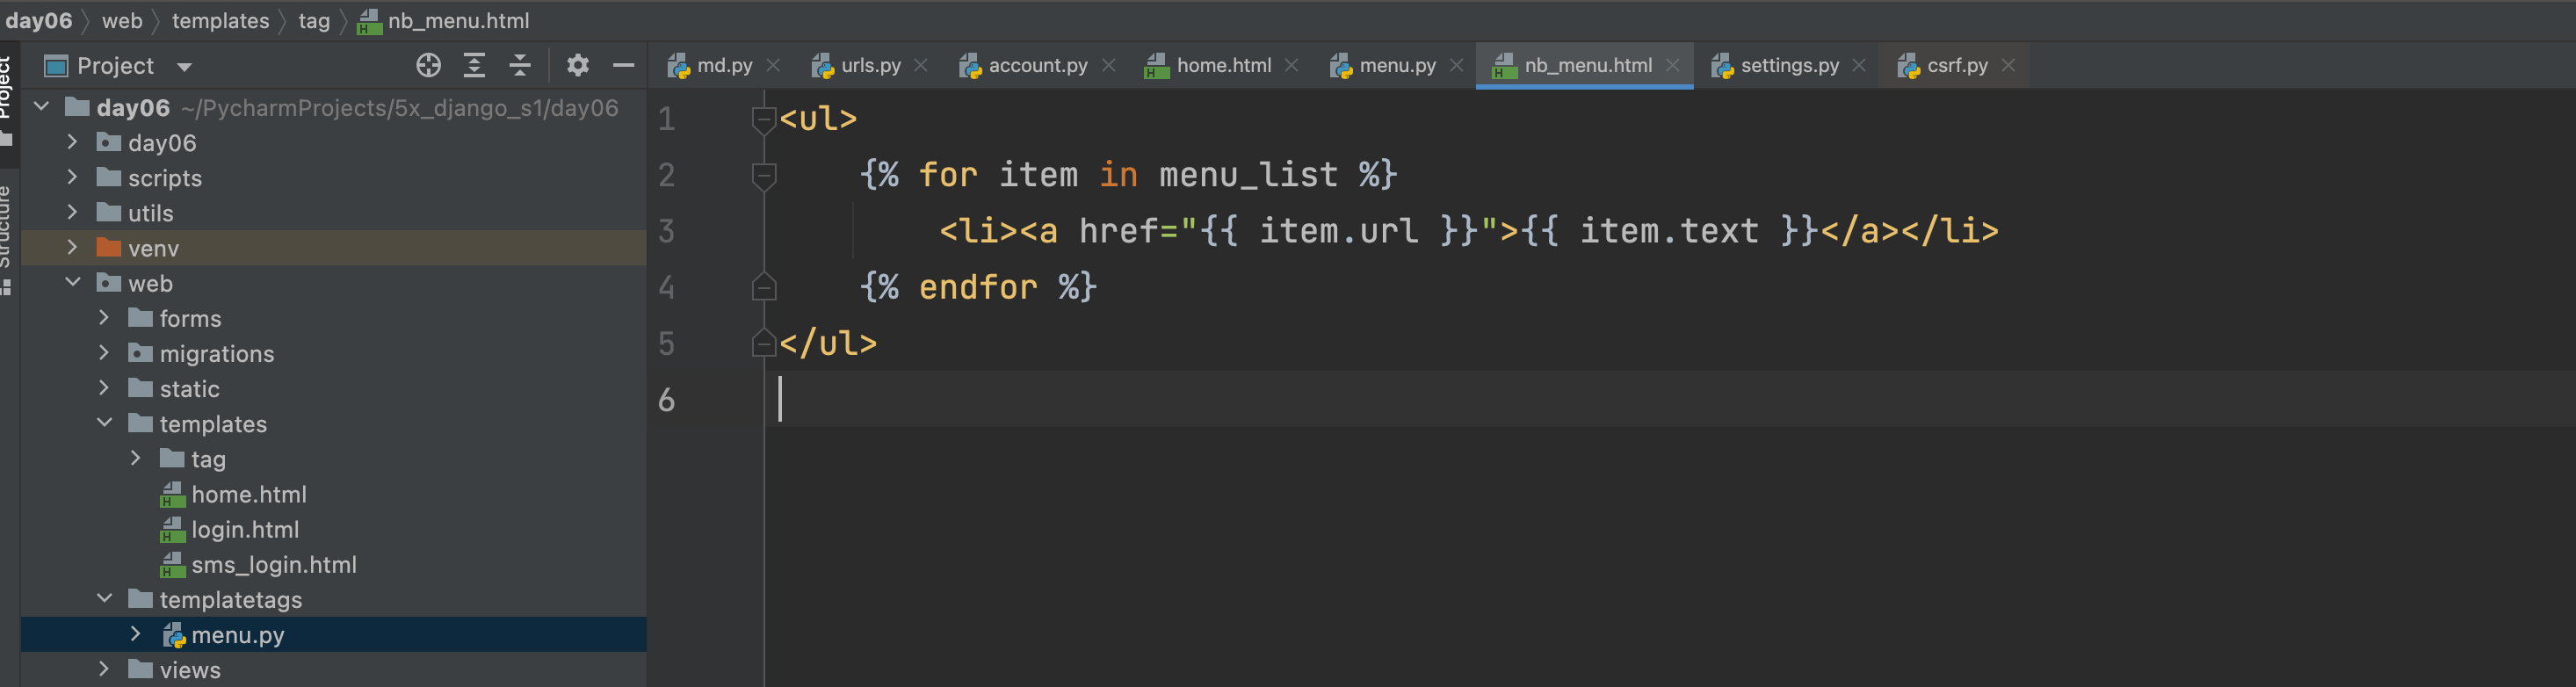 day06 web templates tag nb_menu.html
Project
Structure
Project
md.py urls.py account.py home.html menu.py nb_menu.html settings.py csrf.py
day06 ~/PycharmProjects/5x_django_s1/day06
day06
scripts
utils
venv
web
forms
migrations
static
templates
tag
home.html
login.html
sms_login.html
templatetags
menu.py
views
1 <ul>
2 {% for item in menu_list %}
3 <li><a href="{{ item.url }}">{{ item.text }}</a></li>
4 {% endfor %}
5 </ul>
6